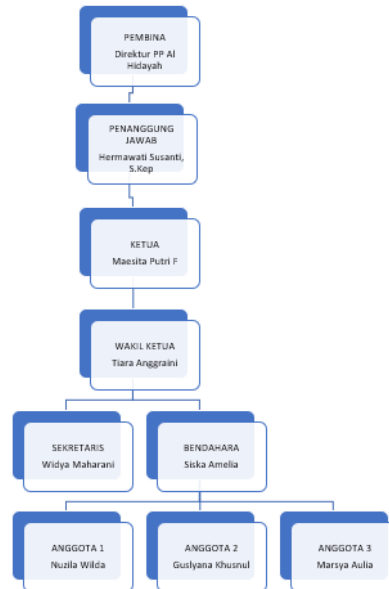 PEMBINA
Direktur PP Al
Hidayah
PENANGGUNG
JAWAB
Hermawati Susanti,
S.Kep
KETUA
Maesita Putri F
WAKIL KETUA
Tiara Anggraini
SEKRETARIS
Widya Maharani
BENDAHARA
Siska Amelia
ANGGOTA 1
Nuzila Wilda
ANGGOTA 2
Guslyana Khusnul
ANGGOTA 3
Marsya Aulia